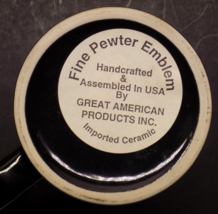 Fine Pewter Emblem
Handcrafted
&
Assembled In USA
By
GREAT AMERICAN
PRODUCTS INC.
Imported Ceramic